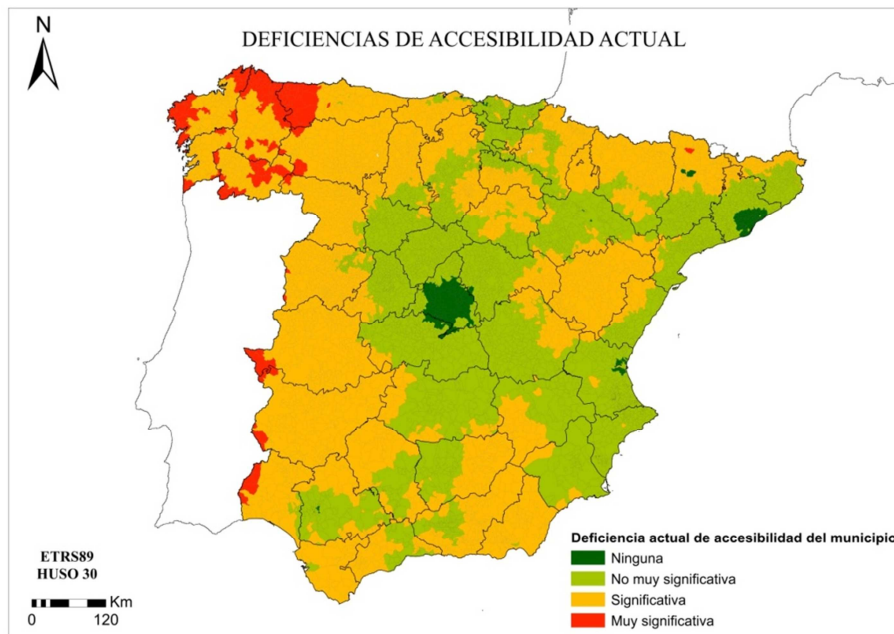 N
DEFICIENCIAS DE ACCESIBILIDAD ACTUAL
ETRS89
HUSO 30
Km
0 120
Deficiencia actual de accesibilidad del municipio
Ninguna
No muy significativa
Significativa
Muy significativa